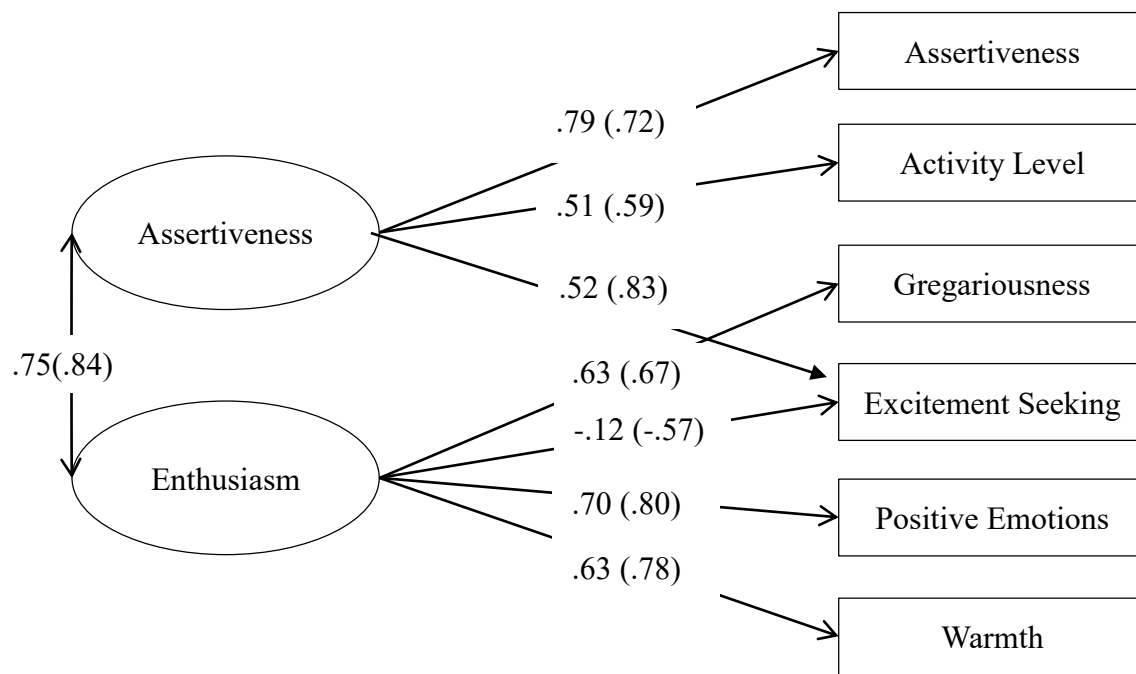 Assertiveness
.79 (.72)
Activity Level
.51 (.59)
Assertiveness
Gregariousness
.52 (.83)
.75(.84)
.63 (.67)
Excitement Seeking
-.12 (-.57)
Enthusiasm
.70 (.80)
Positive Emotions
.63 (.78)
Warmth